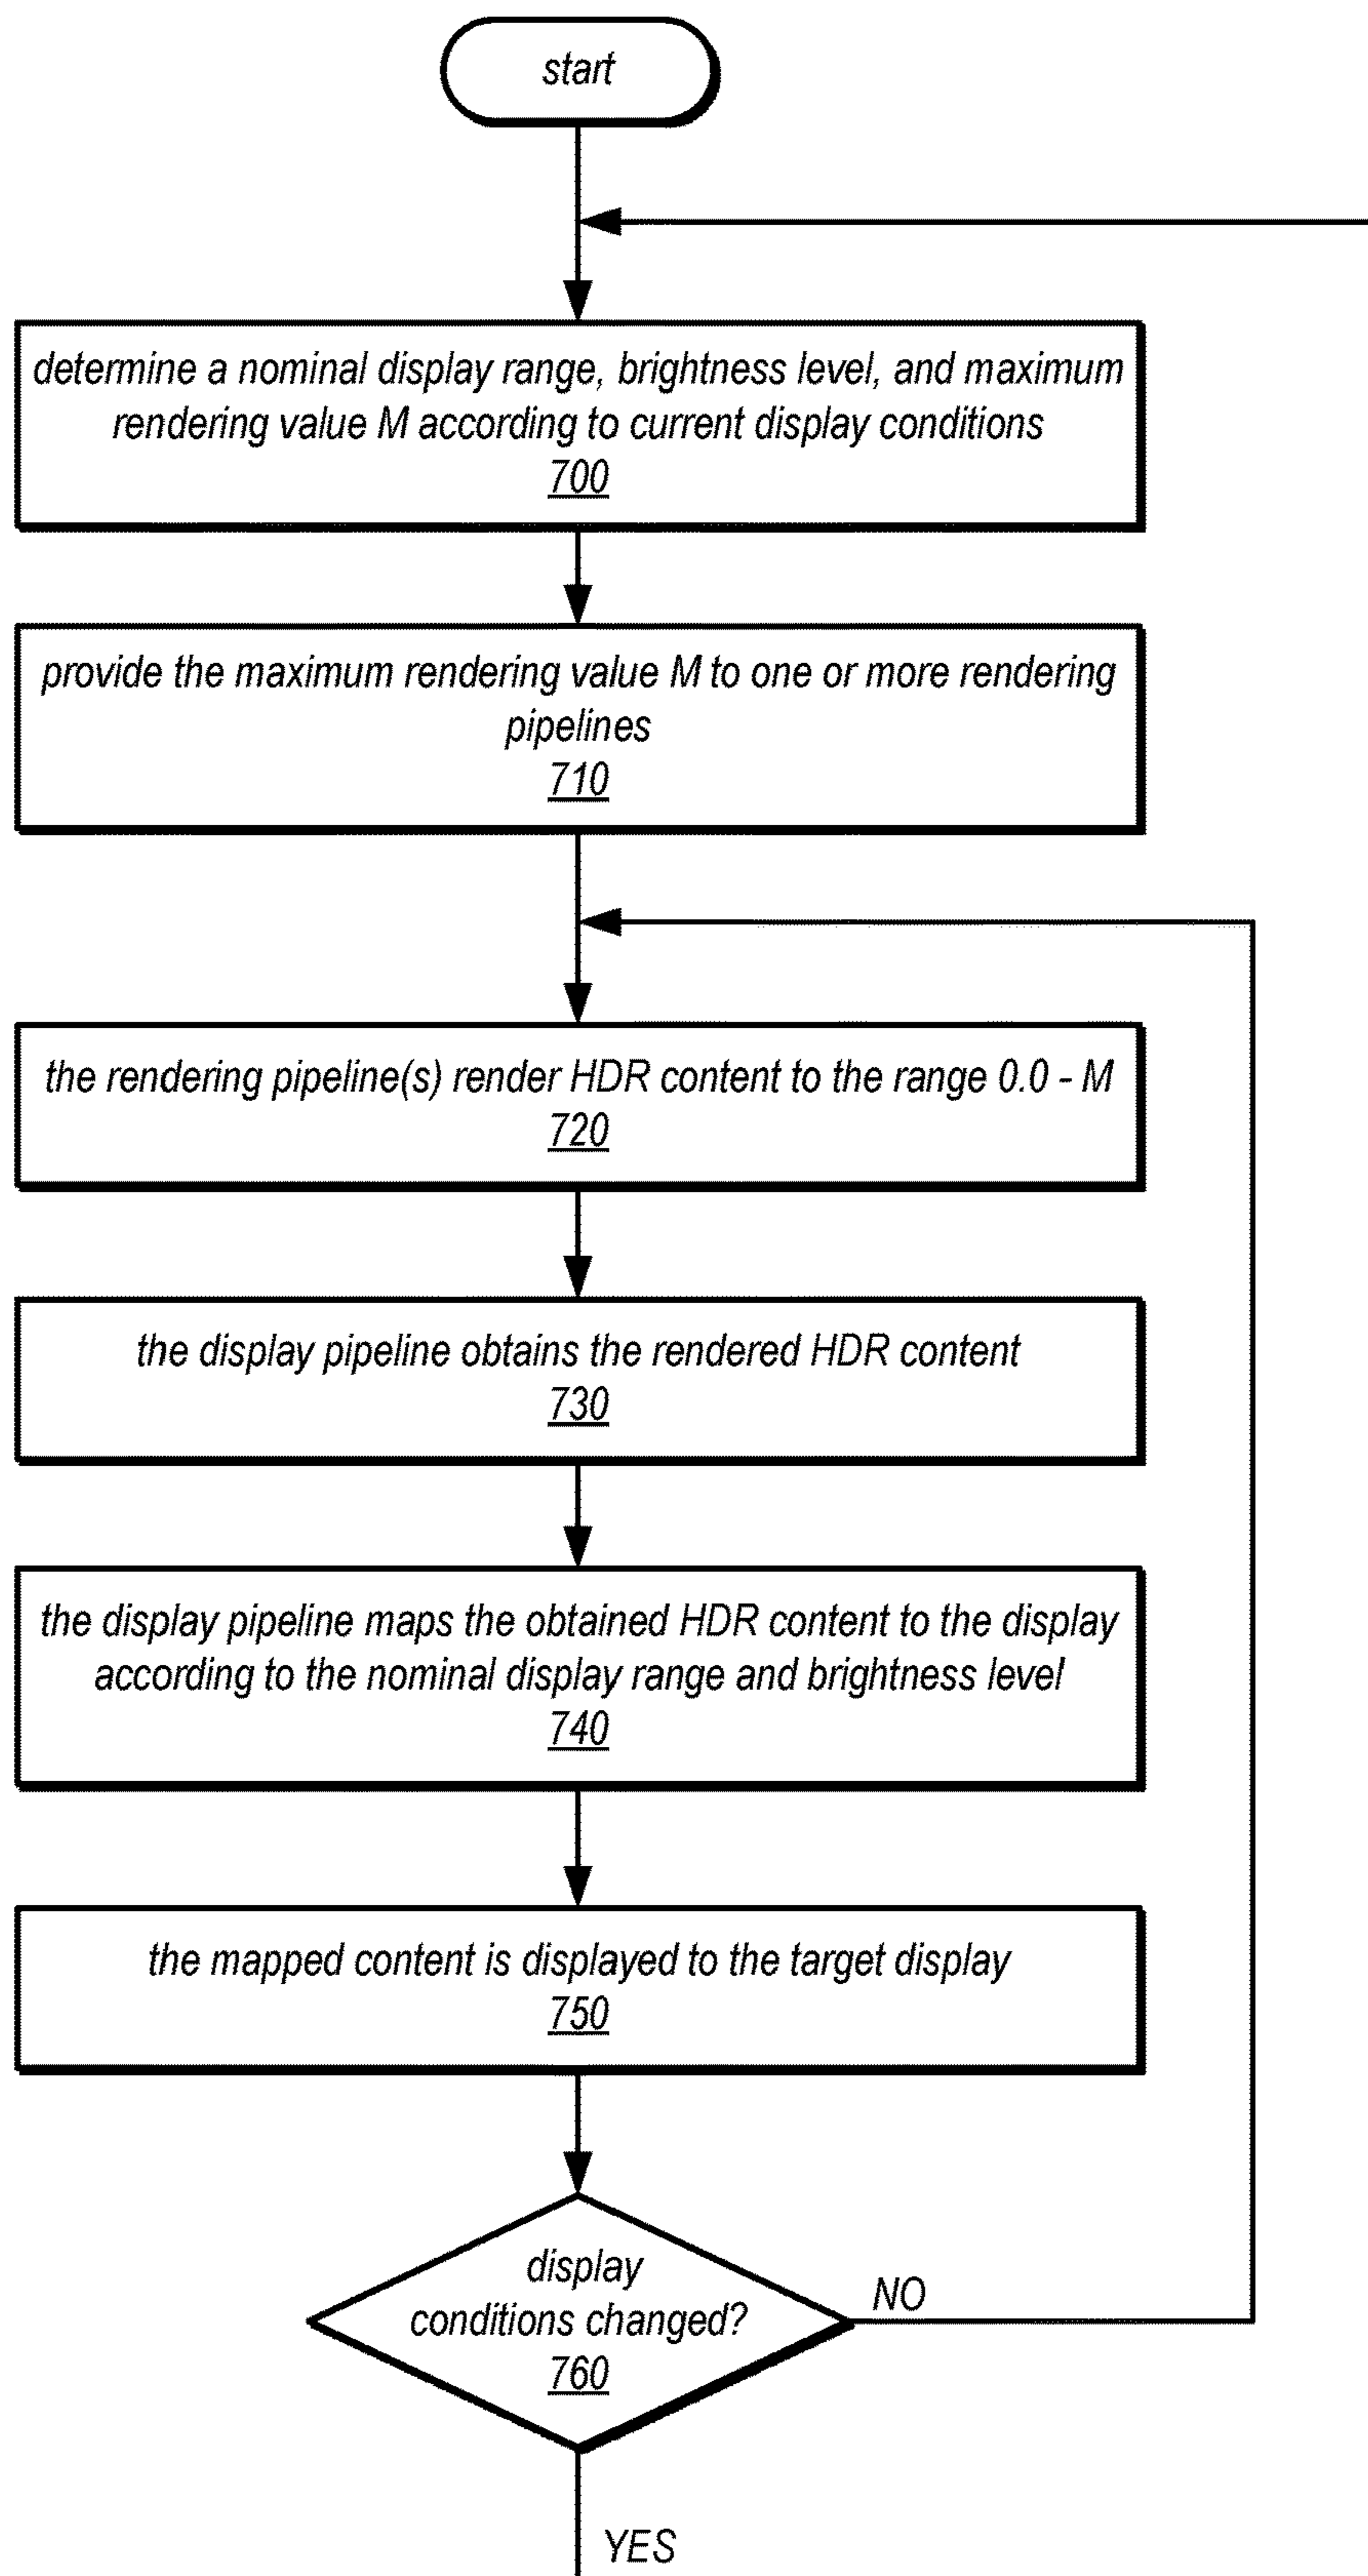 start
determine a nominal display range, brightness level, and maximum
rendering value M according to current display conditions
700
provide the maximum rendering value M to one or more rendering
pipelines
710
the rendering pipeline(s) render HDR content to the range 0.0 - M
720
the display pipeline obtains the rendered HDR content
730
the display pipeline maps the obtained HDR content to the display
according to the nominal display range and brightness level
740
the mapped content is displayed to the target display
750
display
conditions changed?
760
NO
YES